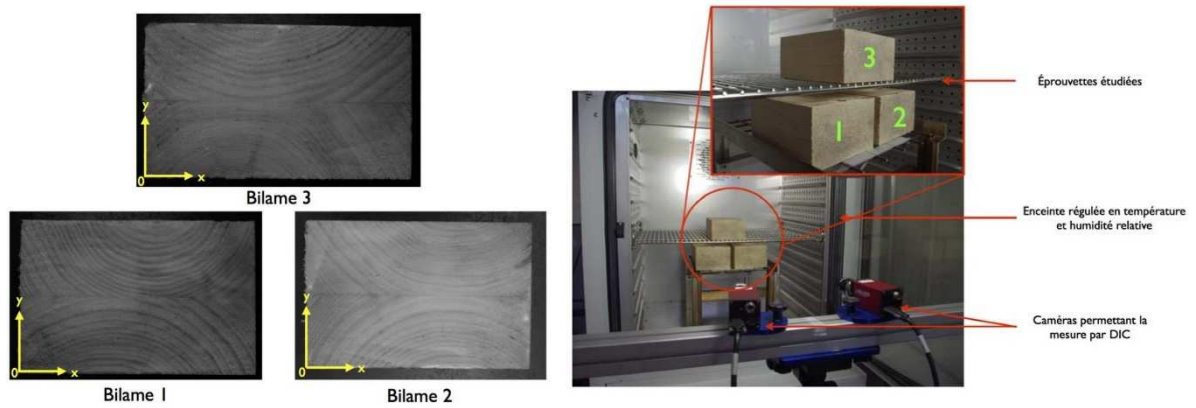 y
0
x
Bilame 3
y
0
x
Bilame 1
y
0
x
Bilame 2
3
1
2
Éprouvettes étudiées
Enceinte régulée en température
et humidité relative
Caméras permettant la
mesure par DIC